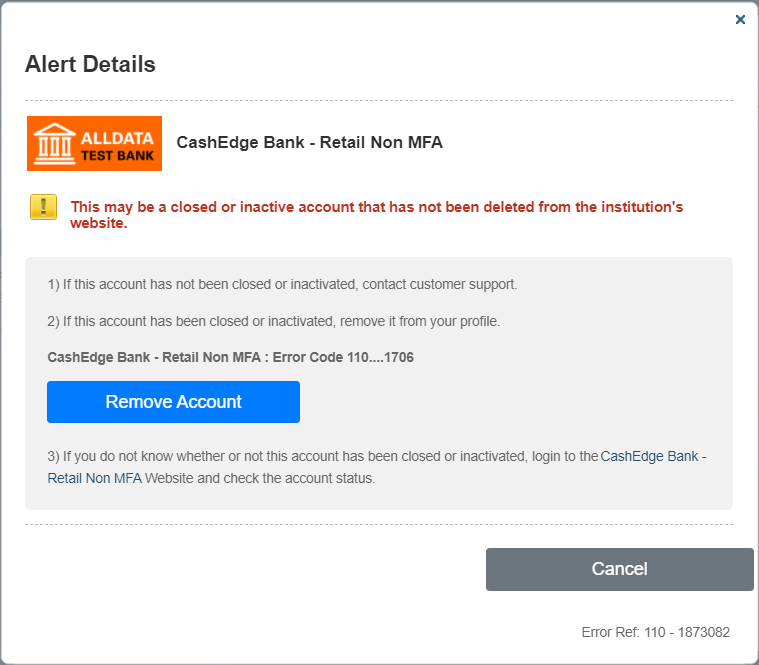 Alert Details
ALLDATA
TEST BANK
CashEdge Bank - Retail Non MFA
This may be a closed or inactive account that has not been deleted from the institution's
website.
1) If this account has not been closed or inactivated, contact customer support.
2) If this account has been closed or inactivated, remove it from your profile.
CashEdge Bank - Retail Non MFA : Error Code 110....1706
Remove Account
3) If you do not know whether or not this account has been closed or inactivated, login to the CashEdge Bank -
Retail Non MFA Website and check the account status.
Cancel
Error Ref: 110 - 1873082